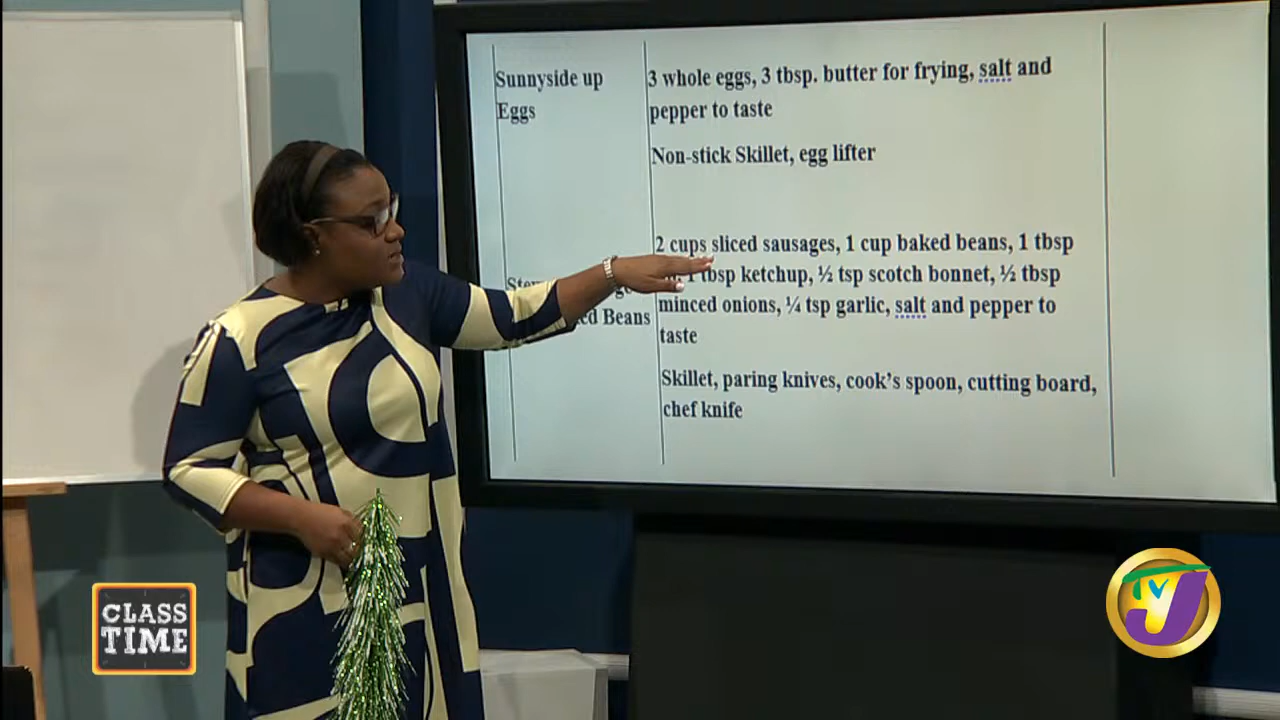 Sunnyside up
Eggs
3 whole eggs, 3 tbsp. butter for frying, salt and
pepper to taste
Non-stick Skillet, egg lifter
2 cups sliced sausages, 1 cup baked beans, 1 tbsp
tbsp ketchup, ½ tsp scotch bonnet, ½ tbsp
minced onions, ¼ tsp garlic, salt and pepper to
taste
Beans
Skillet, paring knives, cook’s spoon, cutting board,
chef knife
CLASS
TIME
TVJ